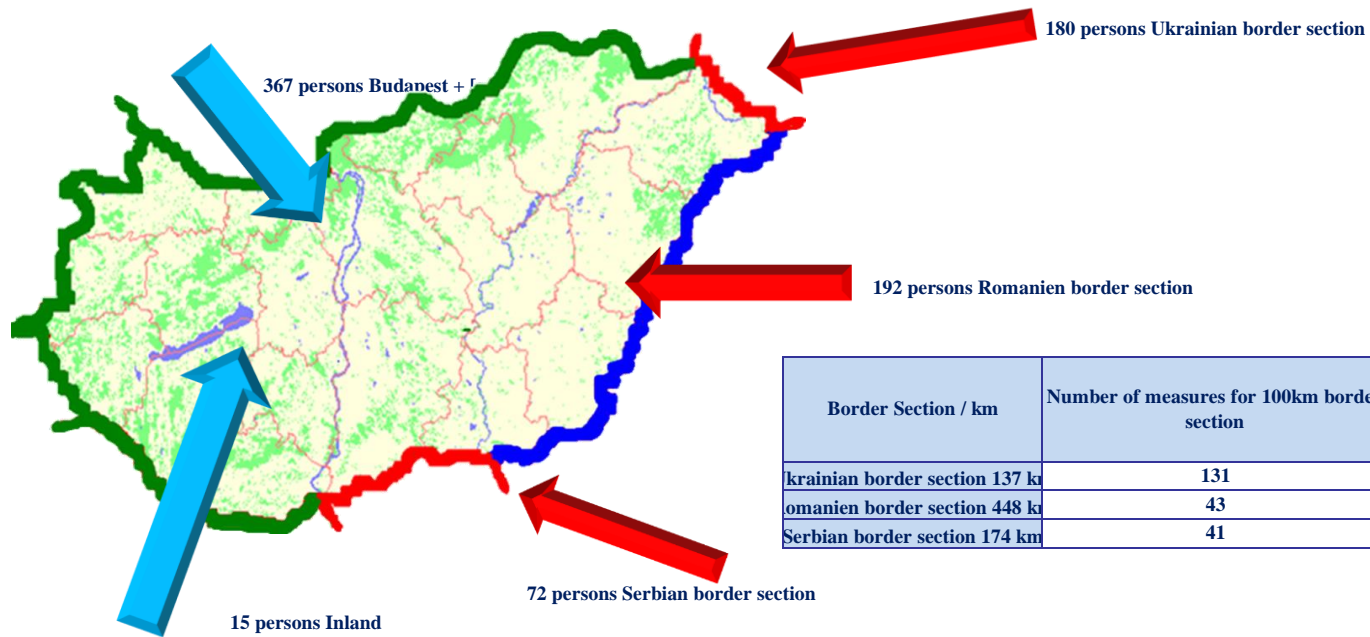 180 persons Ukrainian border section
367 persons Budapest +
192 persons Romanien border section
Border Section / km
Number of measures for 100km borde
section
krainian border section 137 k
131
omanien border section 448 k
43
Serbian border section 174 km
41
72 persons Serbian border section
15 persons Inland